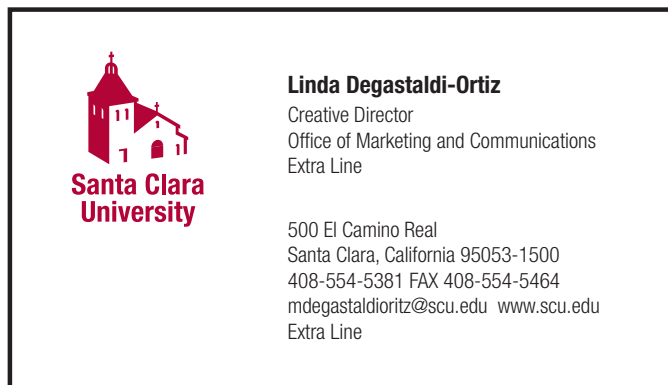 Santa Clara
University
Linda Degastaldi-Ortiz
Creative Director
Office of Marketing and Communications
Extra Line
500 El Camino Real
Santa Clara, California 95053-1500
408-554-5381 FAX 408-554-5464
mdegastaldioritz@scu.edu www.scu.edu
Extra Line